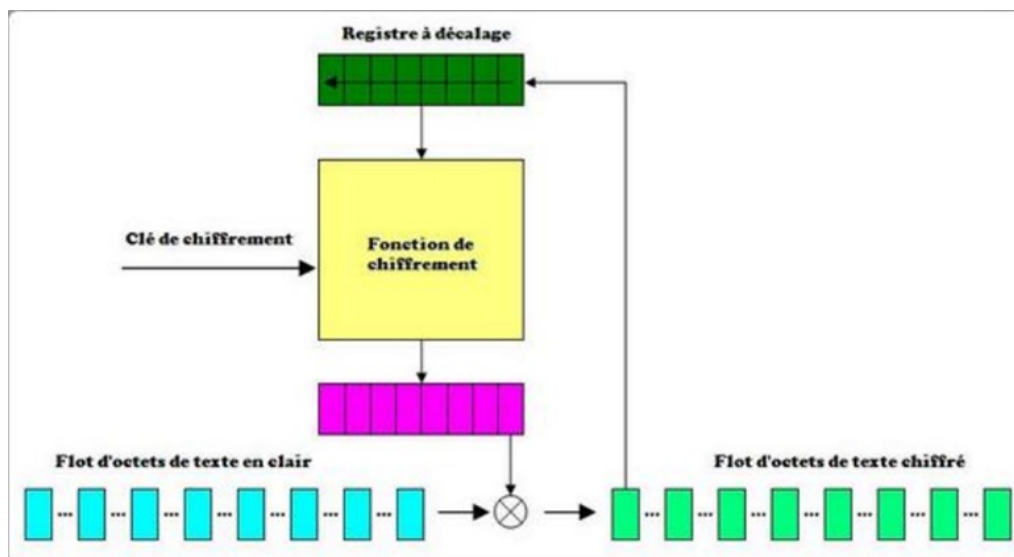 Registre à décalage
Clé de chiffrement
Fonction de
chiffrement
Flot d'octets de texte en clair
Flot d'octets de texte chiffré
... ... ... ... ... ... ...
... ... ... ... ... ... ...